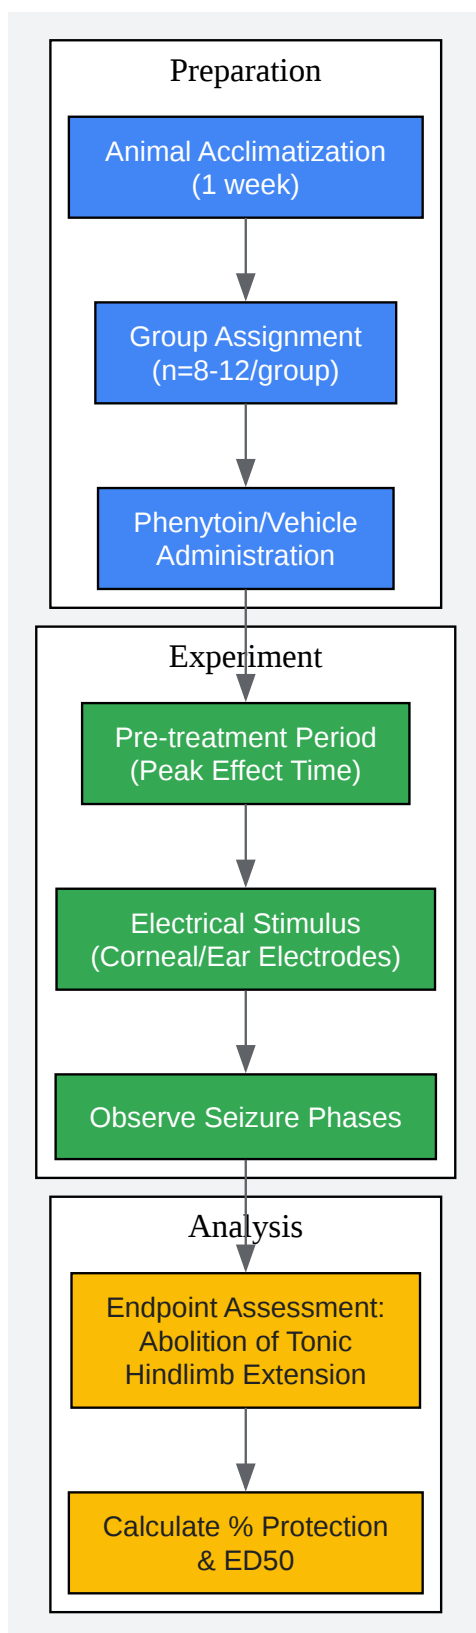 Preparation
Animal Acclimatization
(1 week)
Group Assignment
(n=8-12/group)
Phenytoin/Vehicle
Administration
Experiment
Pre-treatment Period
(Peak Effect Time)
Electrical Stimulus
(Corneal/Ear Electrodes)
Observe Seizure Phases
Analysis
Endpoint Assessment:
Abolition of Tonic
Hindlimb Extension
Calculate % Protection
& ED50